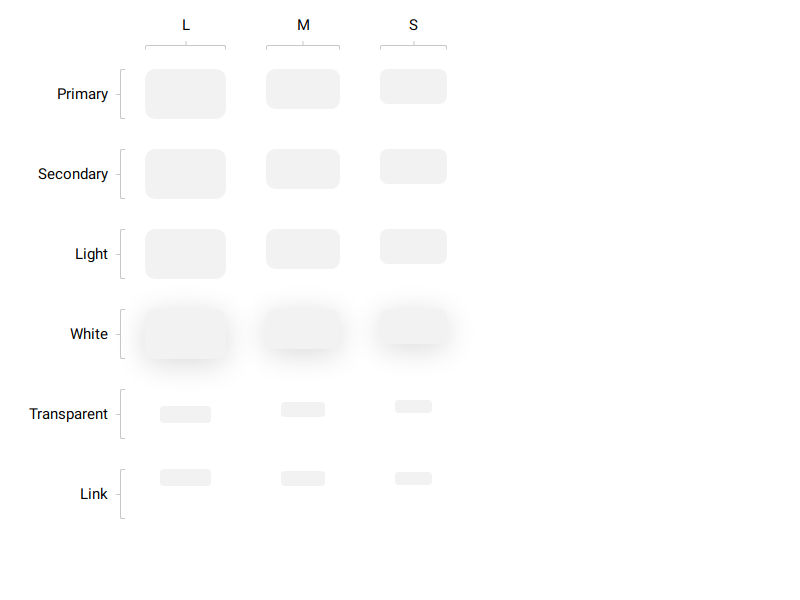 L M S
Primary
Secondary
Light
White
Transparent
Link